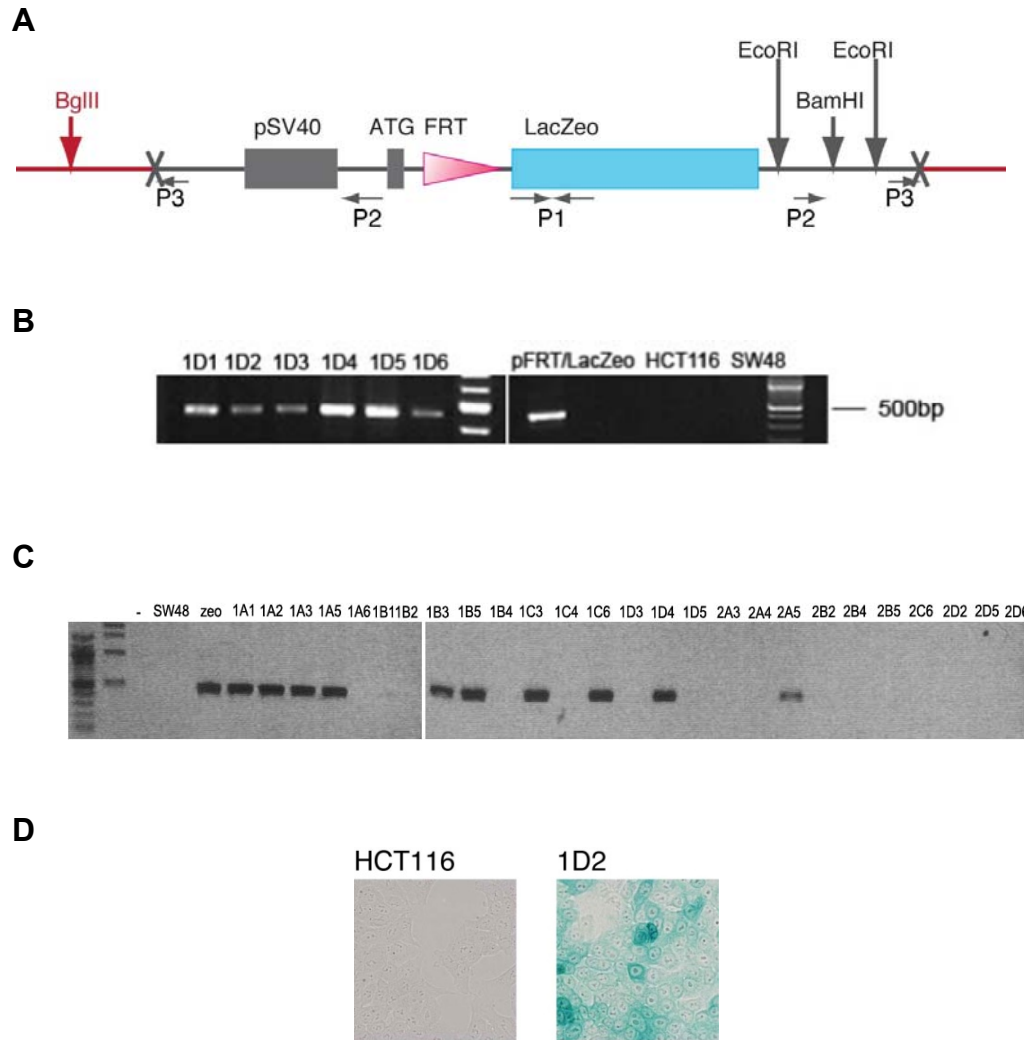 A
EcoRI EcoRI
BglII BamHI
pSV40 ATG FRT LacZeo
P3 P2 P1 P2 P3
B
1D1 1D2 1D3 1D4 1D5 1D6 pFRT/LacZeo HCT116 SW48
500bp
C
- SW48 zeo 1A1 1A2 1A3 1A5 1A6 1B1 1B2 1B3 1B5 1B4 1C3 1C4 1C6 1D3 1D4 1D5 2A3 2A4 2A5 2B2 2B4 2B5 2C6 2D2 2D5 2D6
D
HCT116 1D2